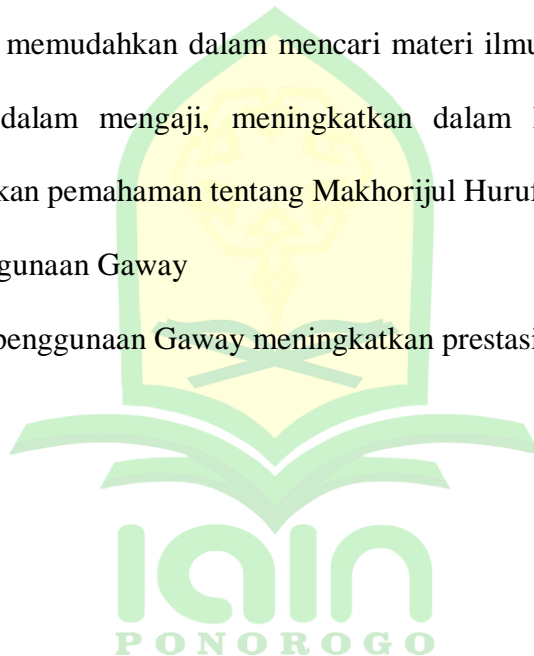 memudahkan dalam mencari materi ilmu
dalam mengaji, meningkatkan dalam
kan pemahaman tentang Makhorijul Huruf
gunaan Gaway
penggunaan Gaway meningkatkan prestasi
iain
PONOROGO